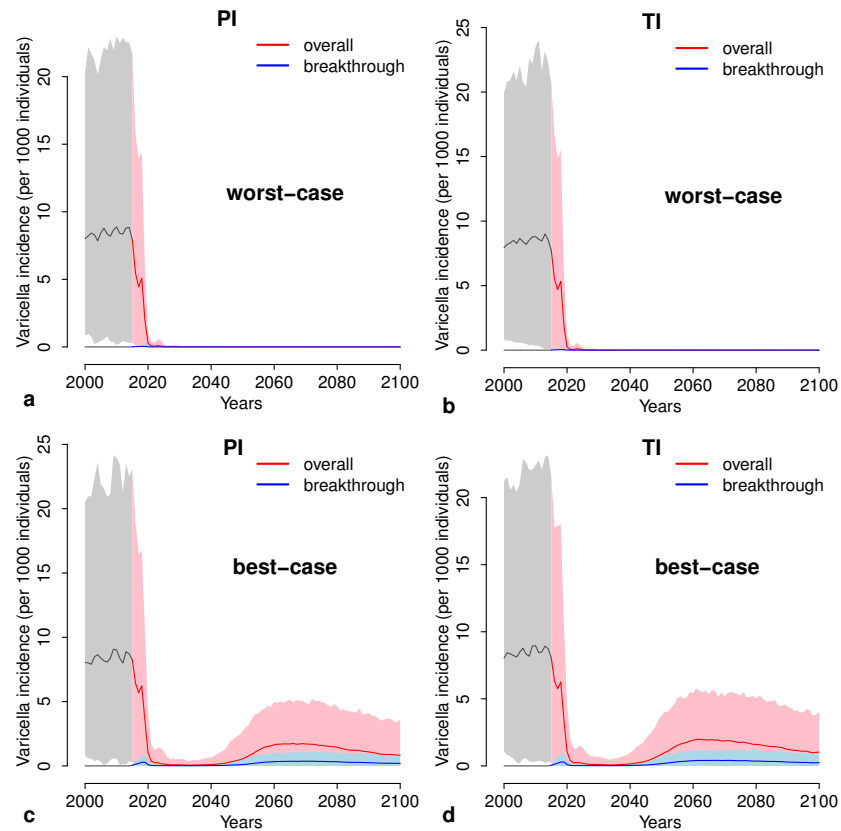 PI
Varicella incidence (per 1000 individuals)
0 5 10 15 20
overall
breakthrough
worst−case
2000 2020 2040 2060 2080 2100
Years
a
TI
Varicella incidence (per 1000 individuals)
0 5 10 15 20 25
overall
breakthrough
worst−case
2000 2020 2040 2060 2080 2100
Years
b
PI
Varicella incidence (per 1000 individuals)
0 5 10 15 20 25
overall
breakthrough
best−case
2000 2020 2040 2060 2080 2100
Years
c
TI
Varicella incidence (per 1000 individuals)
0 5 10 15 20
overall
breakthrough
best−case
2000 2020 2040 2060 2080 2100
Years
d